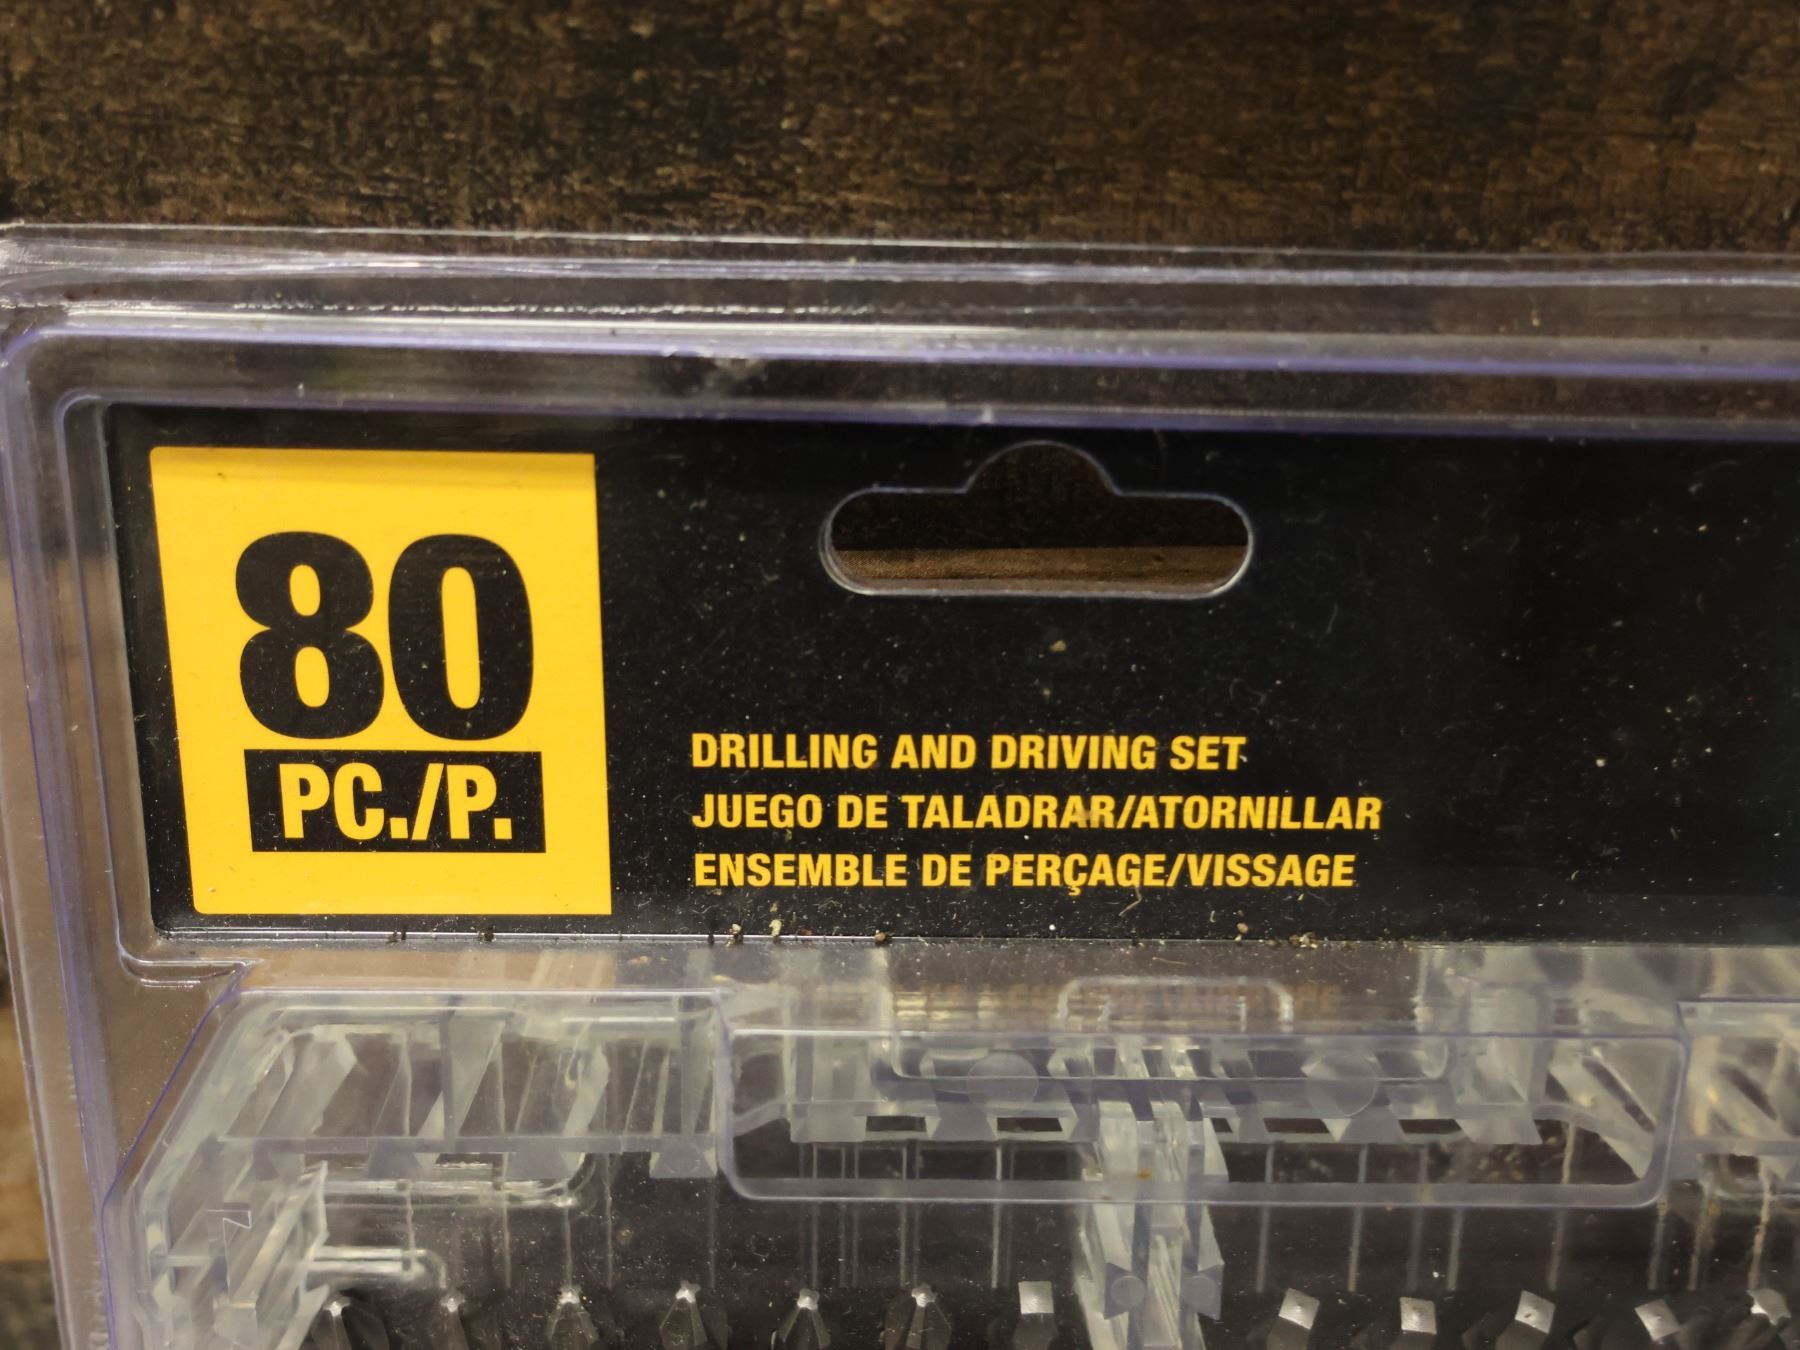 80
PC./P.
DRILLING AND DRIVING SET
JUEGO DE TALADRAR/ATORNILLAR
ENSEMBLE DE PERÇAGE/VISSAGE